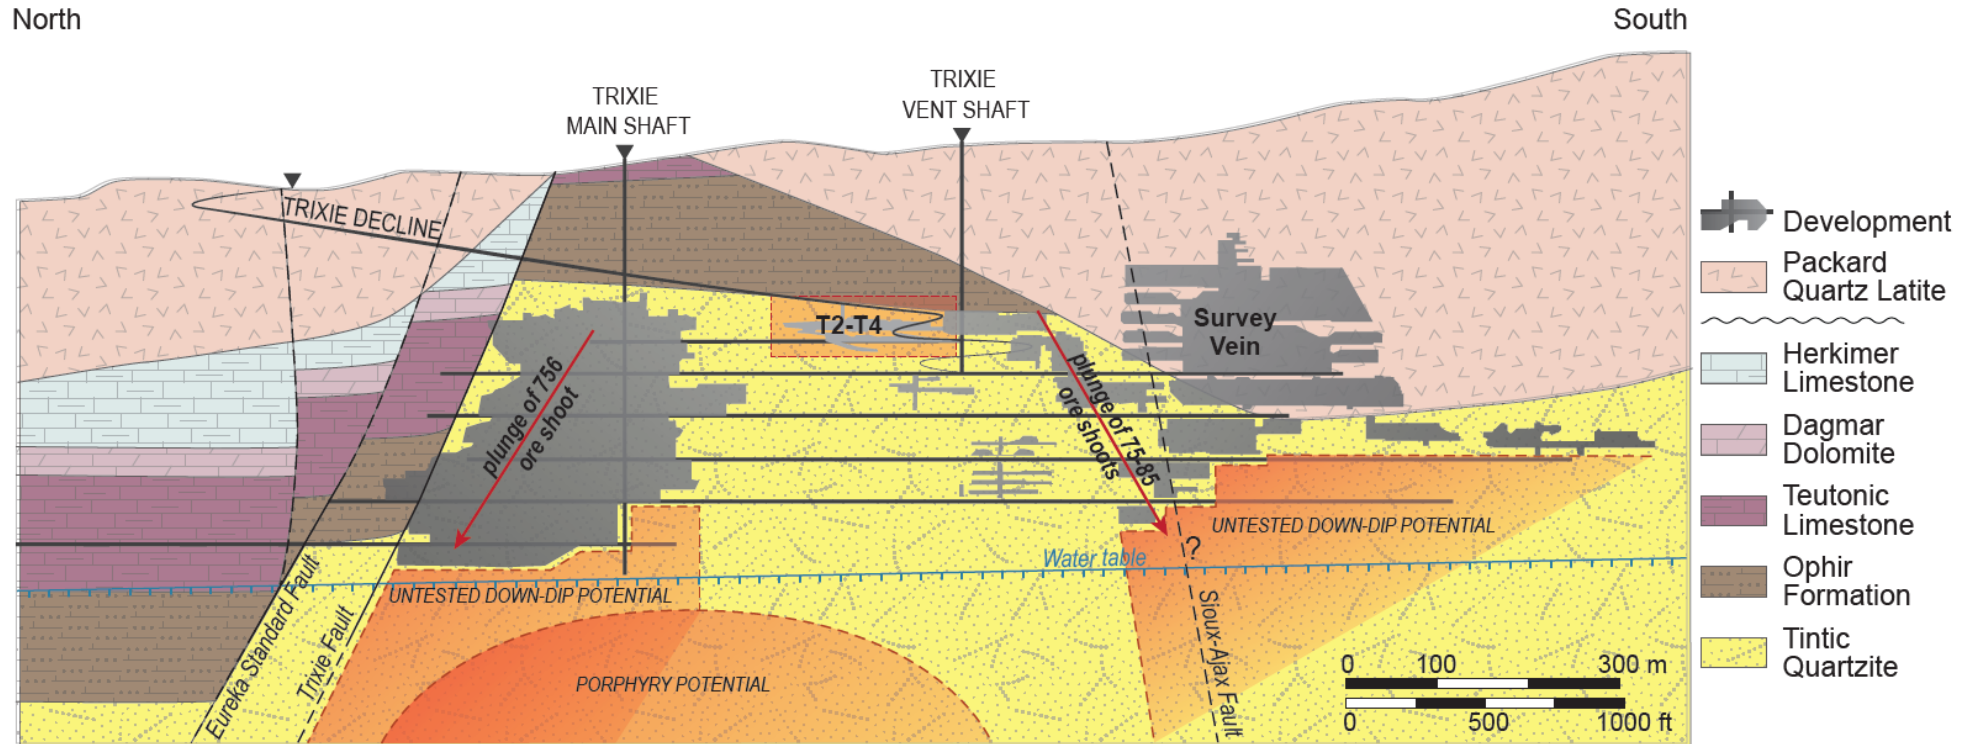 North
South
TRIXIE
MAIN SHAFT
TRIXIE
VENT SHAFT
TRIXIE DECLINE
T2-T4
Survey
Vein
plunge of 756
ore shoot
plunge of 75-85
ore shoots
UNTESTED DOWN-DIP POTENTIAL
?
Water table
UNTESTED DOWN-DIP POTENTIAL
PORPHYRY POTENTIAL
Eureka Standard Fault
Trixie Fault
Sioux-Ajax Fault
0 100 300 m
0 500 1000 ft
Development
Packard
Quartz Latite
Herkimer
Limestone
Dagmar
Dolomite
Teutonic
Limestone
Ophir
Formation
Tintic
Quartzite